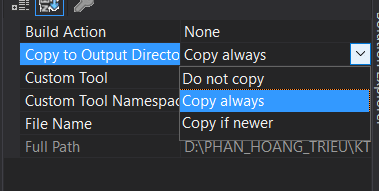 Build Action None
Copy to Output Directo Copy always
Do not copy
Custom Tool
Copy always
Custom Tool Namespac
Copy if newer
File Name
Full Path D:\PHAN_HOANG_TRIEU\KT